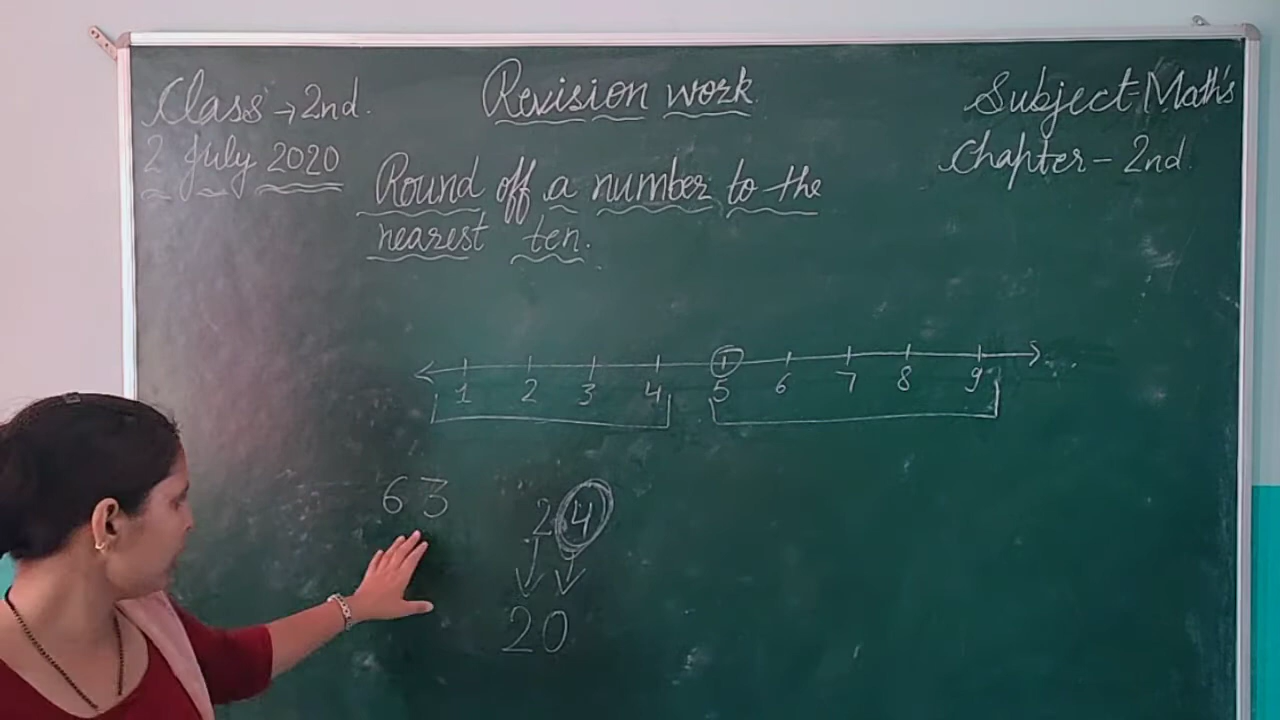 Class → 2nd.
Revision work
Subject-Math's
2 July 2020
Chapter - 2nd
Round off a number to the
nearest ten.
1 2 3 4 5 6 7 8 9
63
24
20